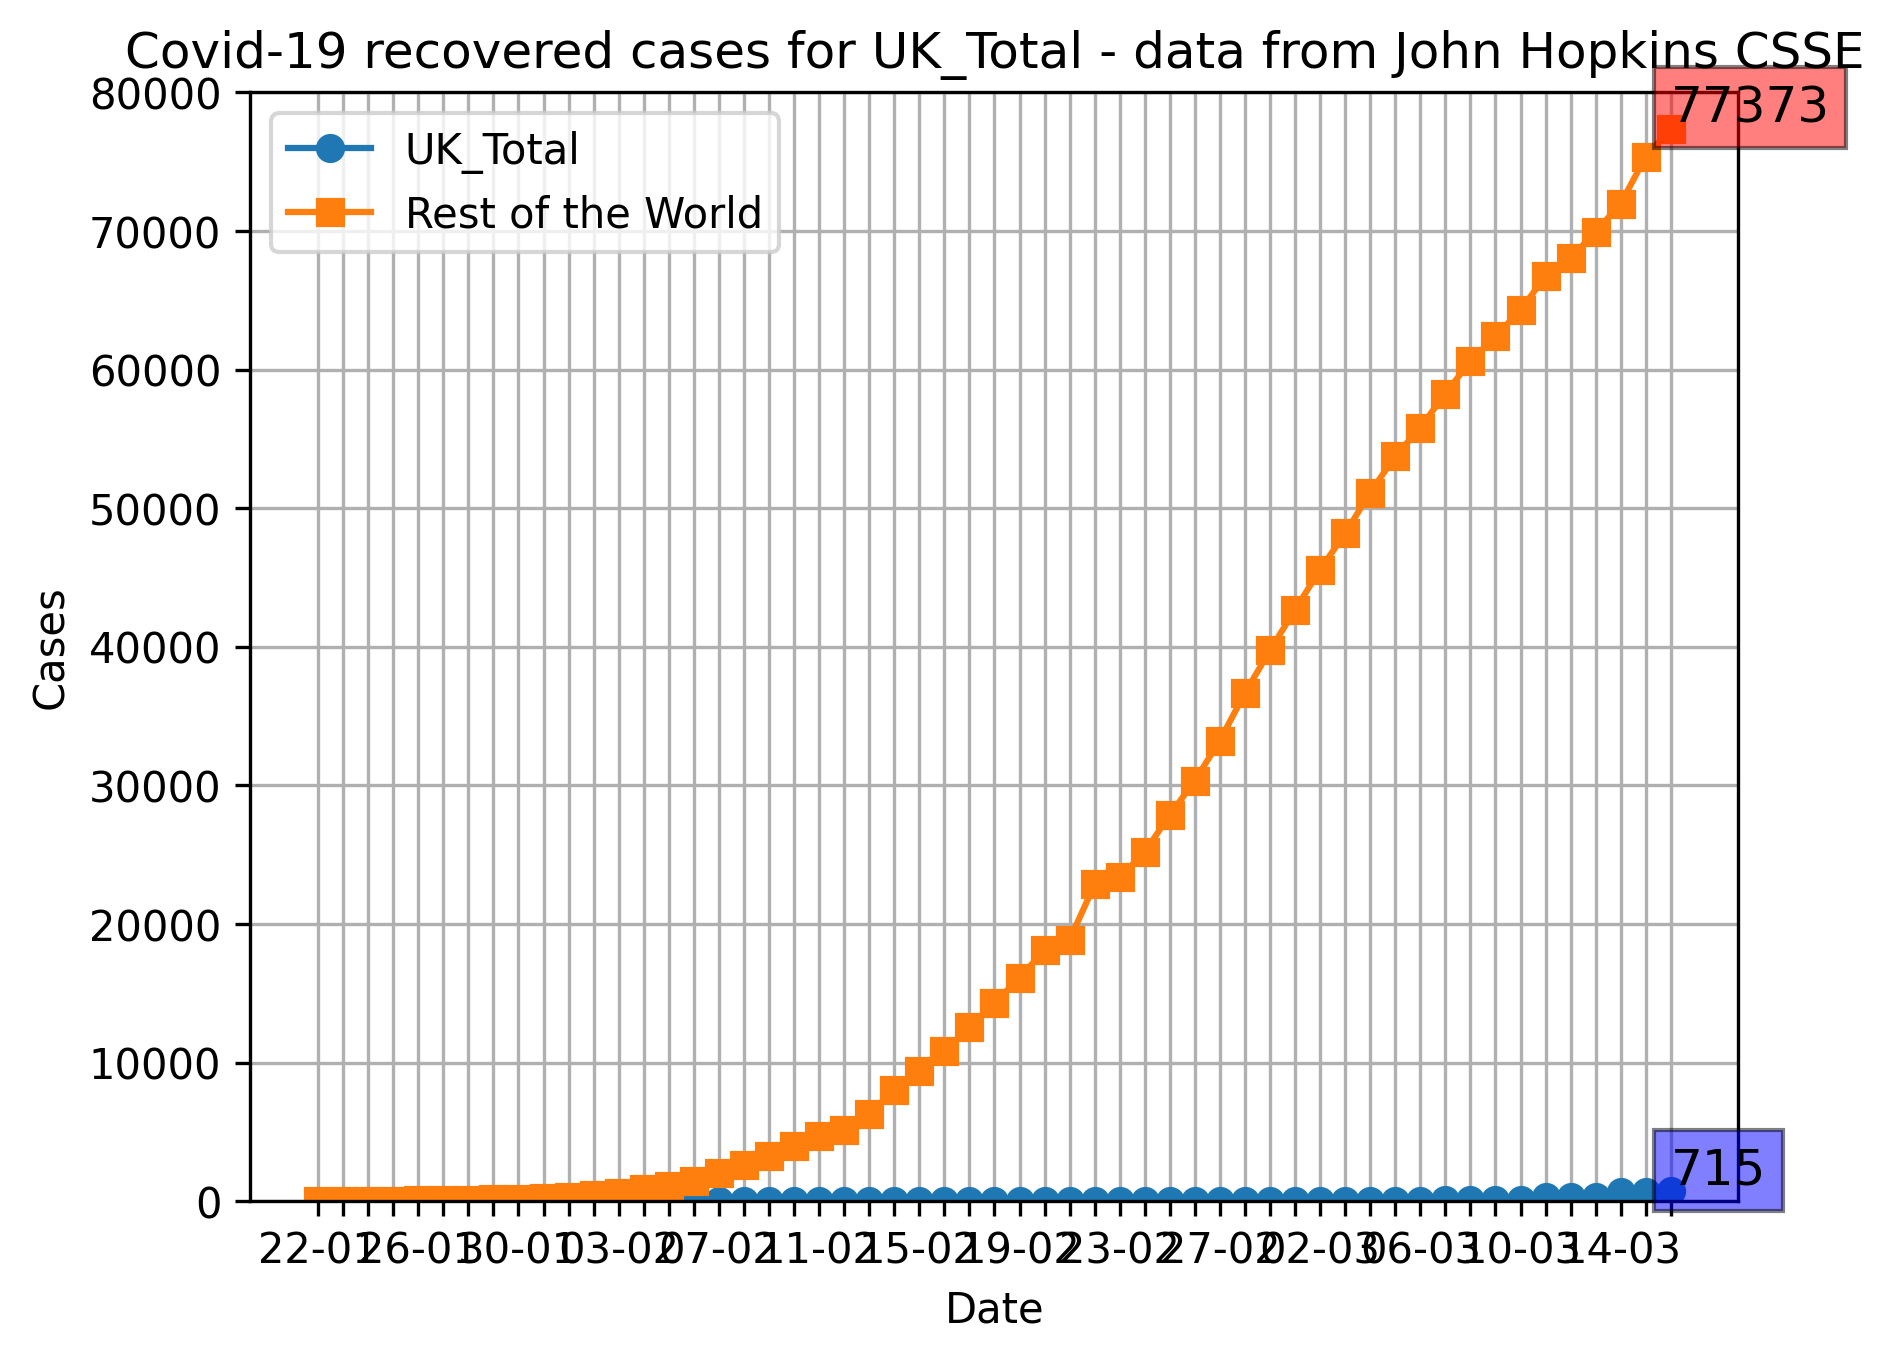 Covid-19 recovered cases for UK_Total - data from John Hopkins CSSE
77373
UK_Total
Rest of the World
80000
70000
60000
50000
40000
30000
20000
10000
0
Cases
715
22-01 26-01 30-01 03-02 07-02 11-02 15-02 19-02 23-02 27-02 02-03 06-03 10-03 14-03
Date